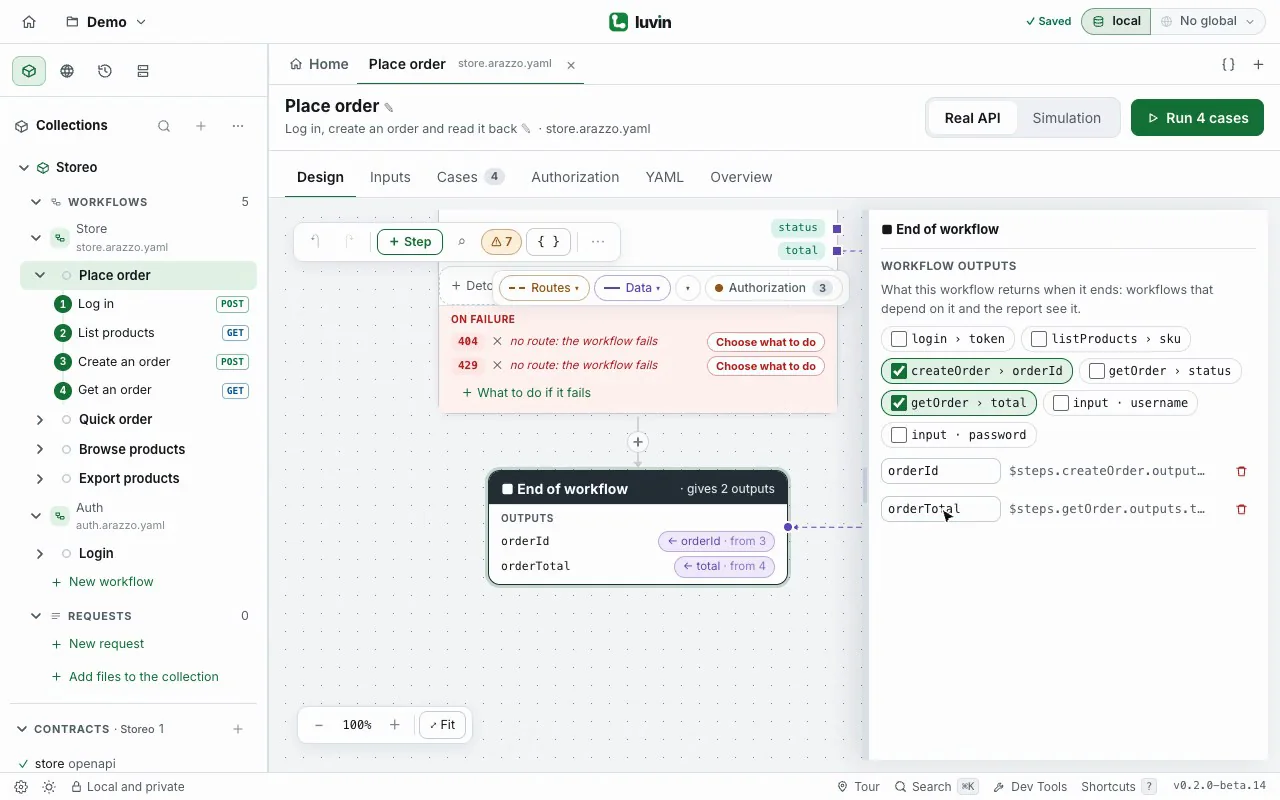 Demo
luvin
Saved
local
No global
Home
Place order store.arazzo.yaml
Place order
Log in, create an order and read it back · store.arazzo.yaml
Real API
Simulation
Run 4 cases
Design
Inputs
Cases 4
Authorization
YAML
Overview
Collections
Storeo
WORKFLOWS 5
Store
store.arazzo.yaml
Place order
1 Log in POST
2 List products GET
3 Create an order POST
4 Get an order GET
Quick order
Browse products
Export products
Auth
auth.arazzo.yaml
Login
+ New workflow
REQUESTS 0
+ New request
+ Add files to the collection
CONTRACTS · Storeo 1
store openapi
+ Step
7
{ }
status
total
Routes
Data
Authorization 3
ON FAILURE
404 × no route: the workflow fails Choose what to do
429 × no route: the workflow fails Choose what to do
+ What to do if it fails
End of workflow · gives 2 outputs
OUTPUTS
orderId ← orderId · from 3
orderTotal ← total · from 4
− 100% +
Fit
End of workflow
WORKFLOW OUTPUTS
What this workflow returns when it ends: workflows that
depend on it and the report see it.
login › token
listProducts › sku
createOrder › orderId
getOrder › status
getOrder › total
input · username
input · password
orderId $steps.createOrder.output…
orderTotal $steps.getOrder.outputs.t…
Local and private
Tour
Search ⌘K
Dev Tools
Shortcuts ?
v0.2.0-beta.14